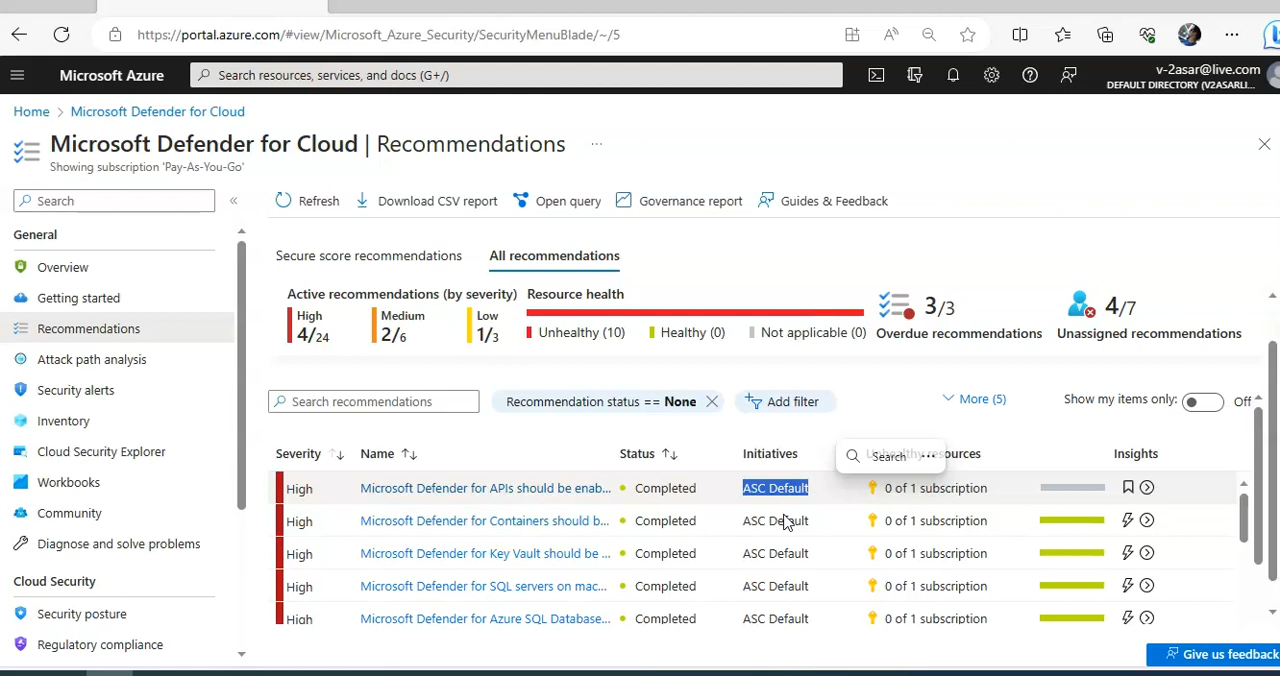 https://portal.azure.com/#view/Microsoft_Azure_Security/SecurityMenuBlade/~/5
Microsoft Azure
Search resources, services, and docs (G+/)
v-2asar@live.com
DEFAULT DIRECTORY (V2ASARLI...
Home > Microsoft Defender for Cloud
Microsoft Defender for Cloud | Recommendations ...
Showing subscription 'Pay-As-You-Go'
Search «
Refresh Download CSV report Open query Governance report Guides & Feedback
General
Overview
Getting started
Recommendations
Attack path analysis
Security alerts
Inventory
Cloud Security Explorer
Workbooks
Community
Diagnose and solve problems
Cloud Security
Security posture
Regulatory compliance
Secure score recommendations All recommendations
Active recommendations (by severity)
High 4/24
Medium 2/6
Low 1/3
Resource health
Unhealthy (10) Healthy (0) Not applicable (0)
3/3
Overdue recommendations
4/7
Unassigned recommendations
Search recommendations Recommendation status == None Add filter More (5) Show my items only: Off
Severity Name Status Initiatives Search ... Insights
High Microsoft Defender for APIs should be enab... Completed ASC Default 0 of 1 subscription
High Microsoft Defender for Containers should b... Completed ASC Default 0 of 1 subscription
High Microsoft Defender for Key Vault should be ... Completed ASC Default 0 of 1 subscription
High Microsoft Defender for SQL servers on mac... Completed ASC Default 0 of 1 subscription
High Microsoft Defender for Azure SQL Database... Completed ASC Default 0 of 1 subscription
Give us feedback